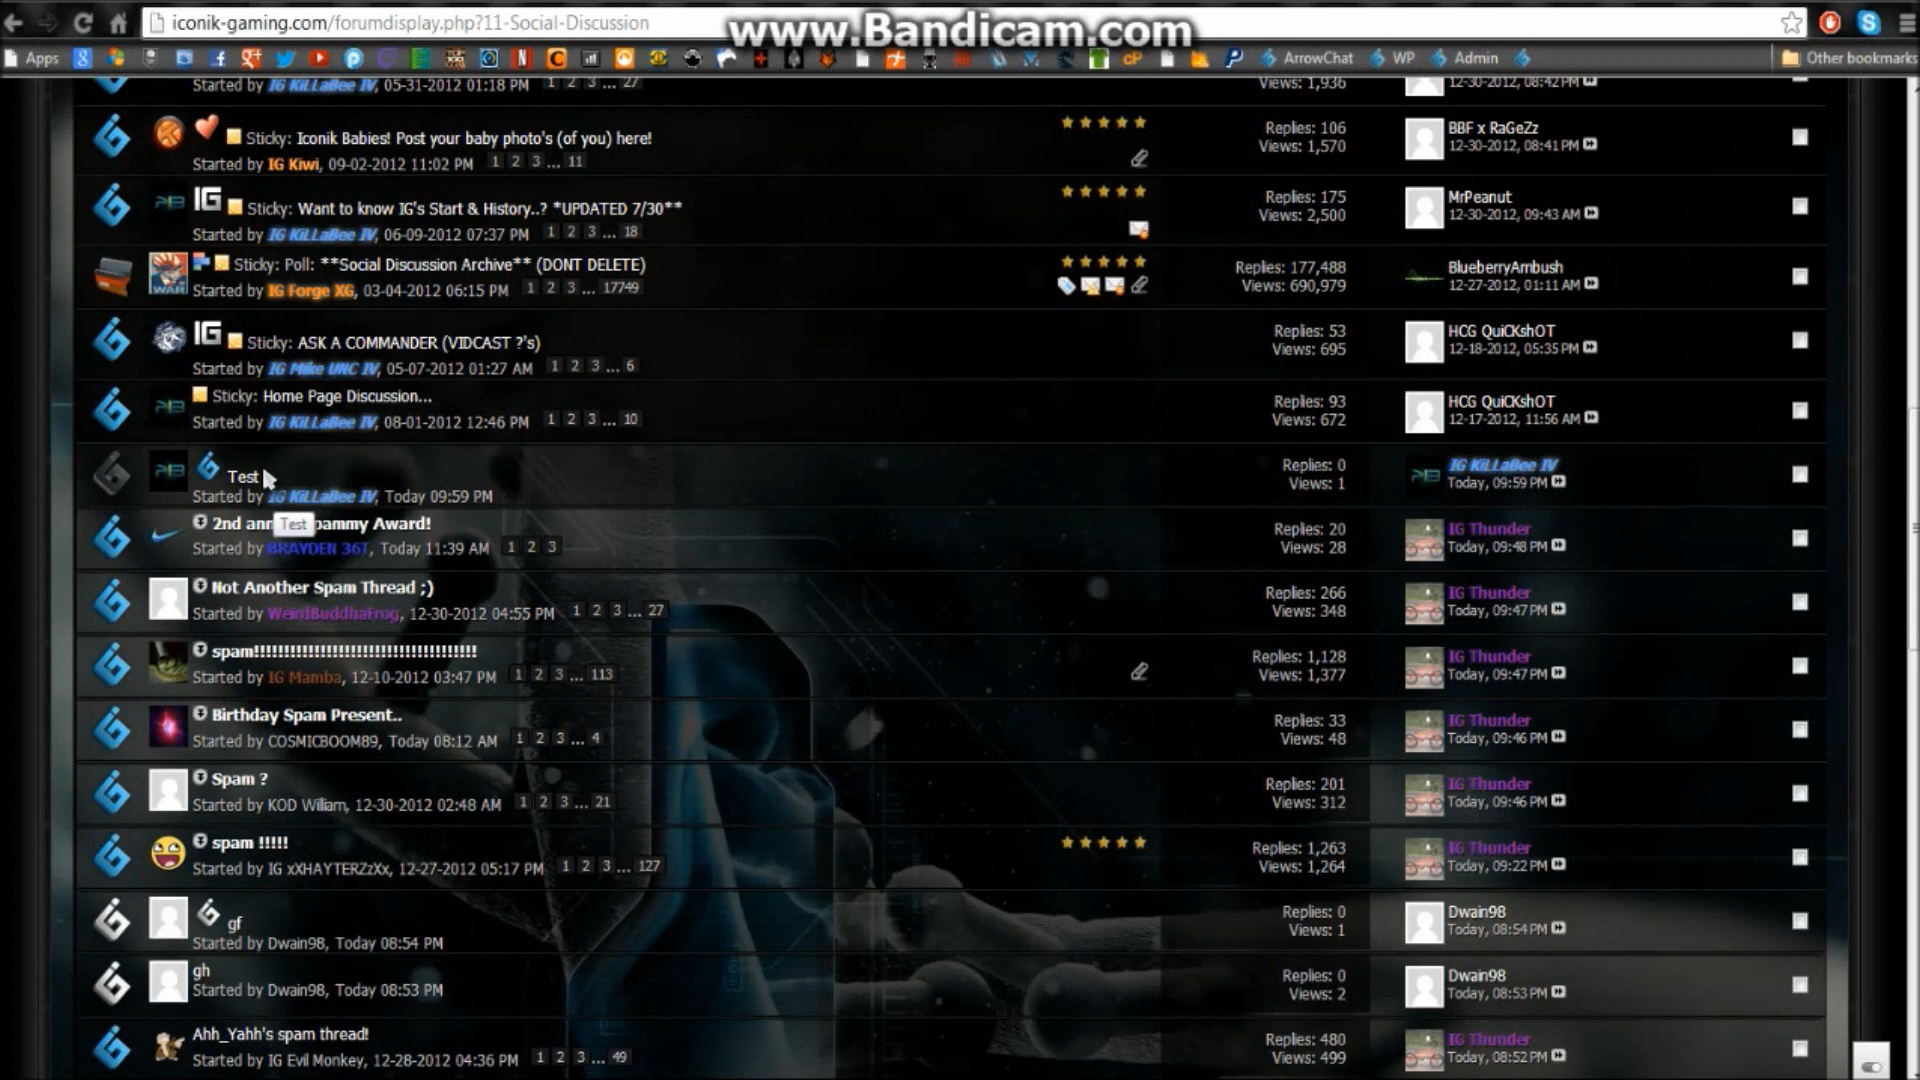 iconik-gaming.com/forumdisplay.php?11-Social-Discussion
www.Bandicam.com
Apps
ArrowChat
WP
Admin
Other bookmarks
Started by IG KiLLaBee IV, 05-31-2012 01:18 PM 1 2 3 ... 27
Views: 1,936
12-30-2012, 08:42 PM
Sticky: Iconik Babies! Post your baby photo's (of you) here!
Started by IG Kiwi, 09-02-2012 11:02 PM 1 2 3 ... 11
Replies: 106
Views: 1,570
BBF x RaGeZz
12-30-2012, 08:41 PM
IG Sticky: Want to know IG's Start & History..? *UPDATED 7/30**
Started by IG KiLLaBee IV, 06-09-2012 07:37 PM 1 2 3 ... 18
Replies: 175
Views: 2,500
MrPeanut
12-30-2012, 09:43 AM
WAR
Sticky: Poll: **Social Discussion Archive** (DONT DELETE)
Started by IG Forge XG, 03-04-2012 06:15 PM 1 2 3 ... 17749
Replies: 177,488
Views: 690,979
BlueberryAmbush
12-27-2012, 01:11 AM
IG Sticky: ASK A COMMANDER (VIDCAST ?'s)
Started by IG Mike UNC IV, 05-07-2012 01:27 AM 1 2 3 ... 6
Replies: 53
Views: 695
HCG QuiCKshOT
12-18-2012, 05:35 PM
Sticky: Home Page Discussion...
Started by IG KiLLaBee IV, 08-01-2012 12:46 PM 1 2 3 ... 10
Replies: 93
Views: 672
HCG QuiCKshOT
12-17-2012, 11:56 AM
Test
Started by IG KiLLaBee IV, Today 09:59 PM
Replies: 0
Views: 1
IG KiLLaBee IV
Today, 09:59 PM
2nd ann Test pammy Award!
Started by BRAYDEN 36T, Today 11:39 AM 1 2 3
Replies: 20
Views: 28
IG Thunder
Today, 09:48 PM
Not Another Spam Thread ;)
Started by WeirdBuddhaFrog, 12-30-2012 04:55 PM 1 2 3 ... 27
Replies: 266
Views: 348
IG Thunder
Today, 09:47 PM
spam!!!!!!!!!!!!!!!!!!!!!!!!!!!!!!!!!!!!!
Started by IG Mamba, 12-10-2012 03:47 PM 1 2 3 ... 113
Replies: 1,128
Views: 1,377
IG Thunder
Today, 09:47 PM
Birthday Spam Present..
Started by COSMICBOOM89, Today 08:12 AM 1 2 3 ... 4
Replies: 33
Views: 48
IG Thunder
Today, 09:46 PM
Spam ?
Started by KOD William, 12-30-2012 02:48 AM 1 2 3 ... 21
Replies: 201
Views: 312
IG Thunder
Today, 09:46 PM
spam !!!!!
Started by IG xXHAYTERZzXx, 12-27-2012 05:17 PM 1 2 3 ... 127
Replies: 1,263
Views: 1,264
IG Thunder
Today, 09:22 PM
gf
Started by Dwain98, Today 08:54 PM
Replies: 0
Views: 1
Dwain98
Today, 08:54 PM
gh
Started by Dwain98, Today 08:53 PM
Replies: 0
Views: 2
Dwain98
Today, 08:53 PM
Ahh_Yahh's spam thread!
Started by IG Evil Monkey, 12-28-2012 04:36 PM 1 2 3 ... 49
Replies: 480
Views: 499
IG Thunder
Today, 08:52 PM